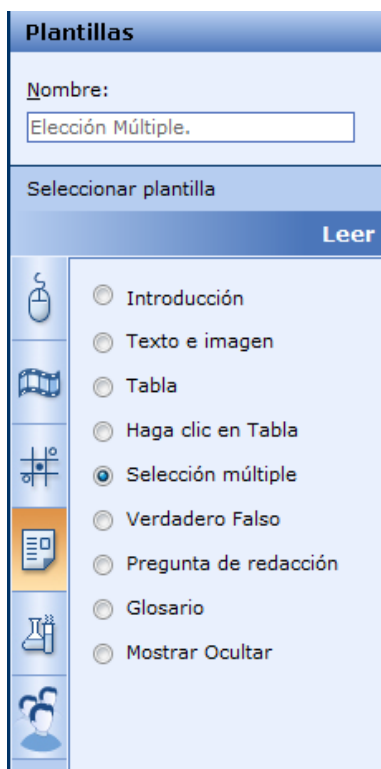 Plantillas
Nombre:
Elección Múltiple.
Seleccionar plantilla
Leer
Introducción
Texto e imagen
Tabla
Haga clic en Tabla
Selección múltiple
Verdadero Falso
Pregunta de redacción
Glosario
Mostrar Ocultar